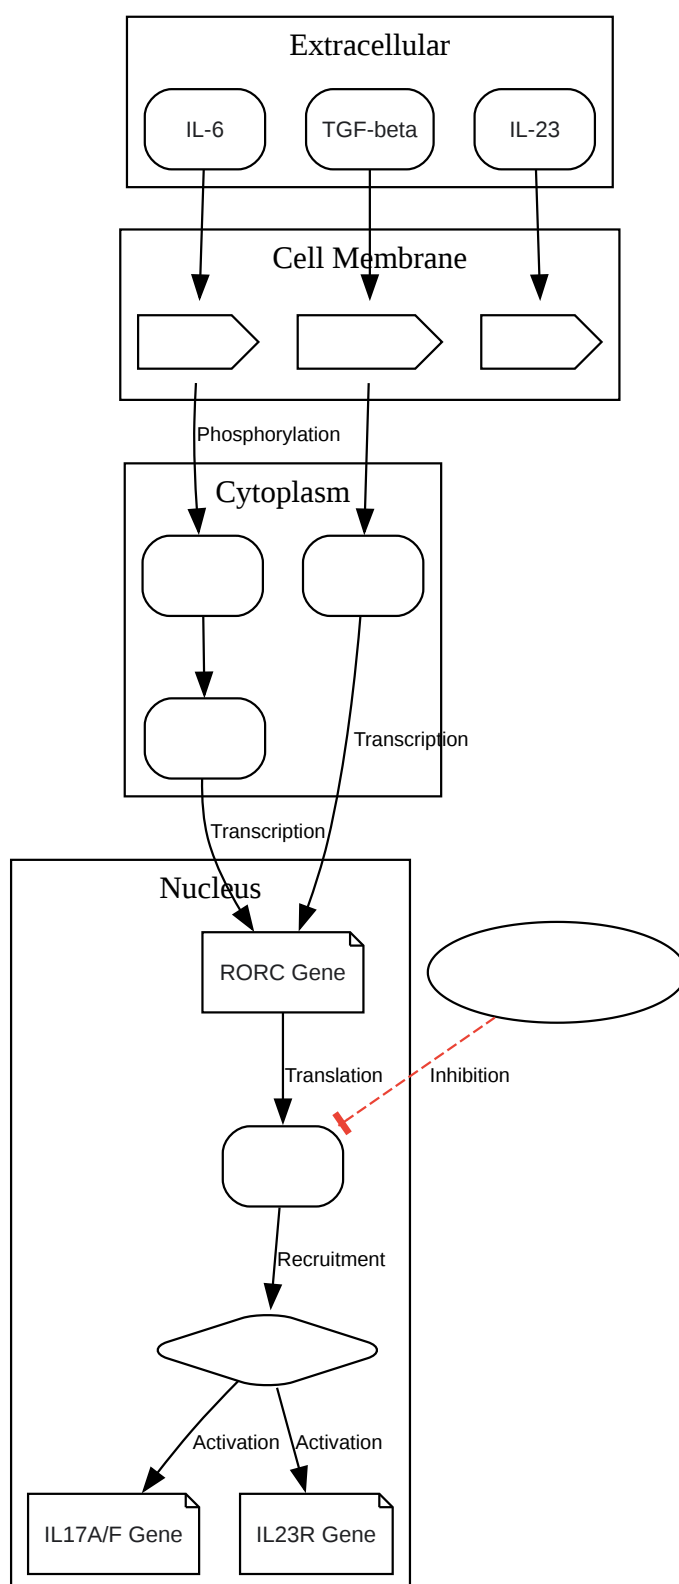 Extracellular
IL-6
TGF-beta
IL-23
Cell Membrane
Phosphorylation
Cytoplasm
Transcription
Transcription
Nucleus
RORC Gene
Translation
Inhibition
Recruitment
Activation
Activation
IL17A/F Gene
IL23R Gene